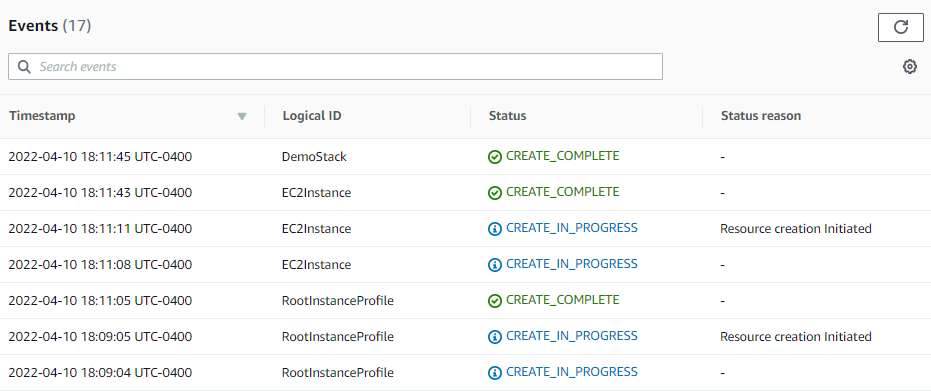 Events (17)
Search events
Timestamp Logical ID Status Status reason
2022-04-10 18:11:45 UTC-0400 DemoStack CREATE_COMPLETE -
2022-04-10 18:11:43 UTC-0400 EC2Instance CREATE_COMPLETE -
2022-04-10 18:11:11 UTC-0400 EC2Instance CREATE_IN_PROGRESS Resource creation Initiated
2022-04-10 18:11:08 UTC-0400 EC2Instance CREATE_IN_PROGRESS -
2022-04-10 18:11:05 UTC-0400 RootInstanceProfile CREATE_COMPLETE -
2022-04-10 18:09:05 UTC-0400 RootInstanceProfile CREATE_IN_PROGRESS Resource creation Initiated
2022-04-10 18:09:04 UTC-0400 RootInstanceProfile CREATE_IN_PROGRESS -